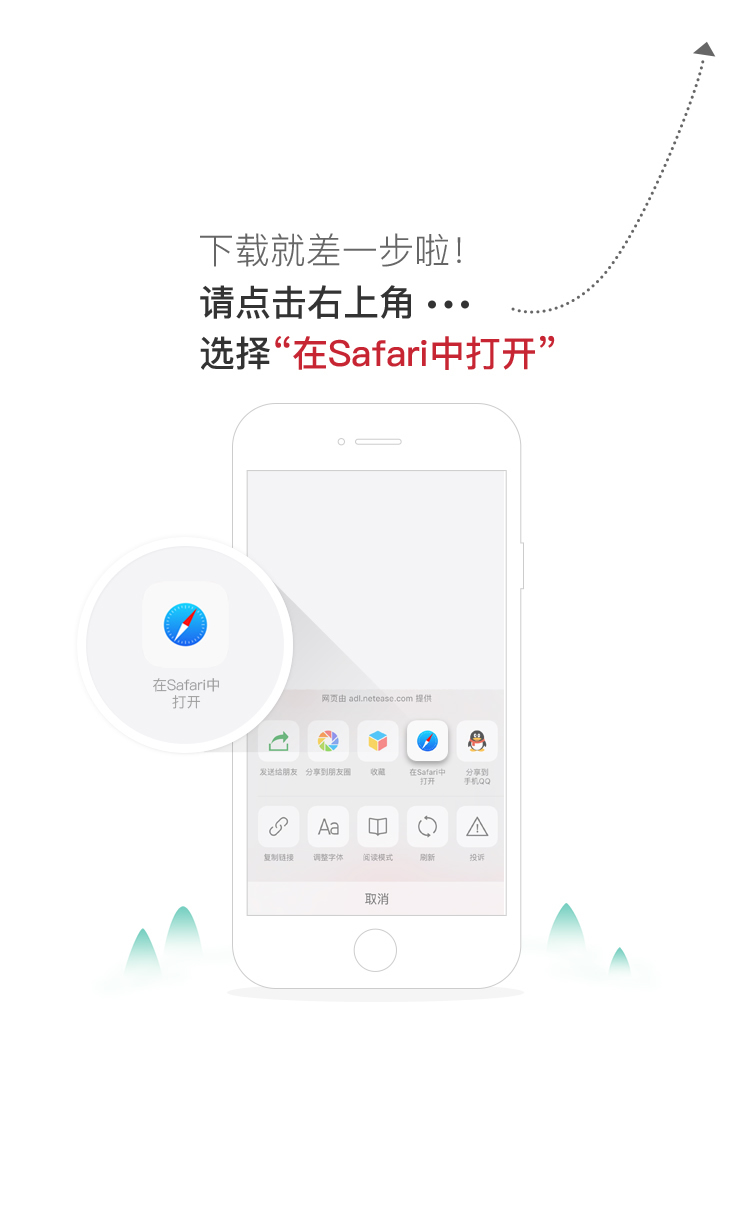 下载就差一步啦！
请点击右上角 •••
选择“在Safari中打开”
在Safari中
打开
网页由 adl.netease.com 提供
发送给朋友
分享到朋友圈
收藏
在Safari中
打开
分享到
手机QQ
Aa
复制链接
调整字体
阅读模式
刷新
投诉
取消